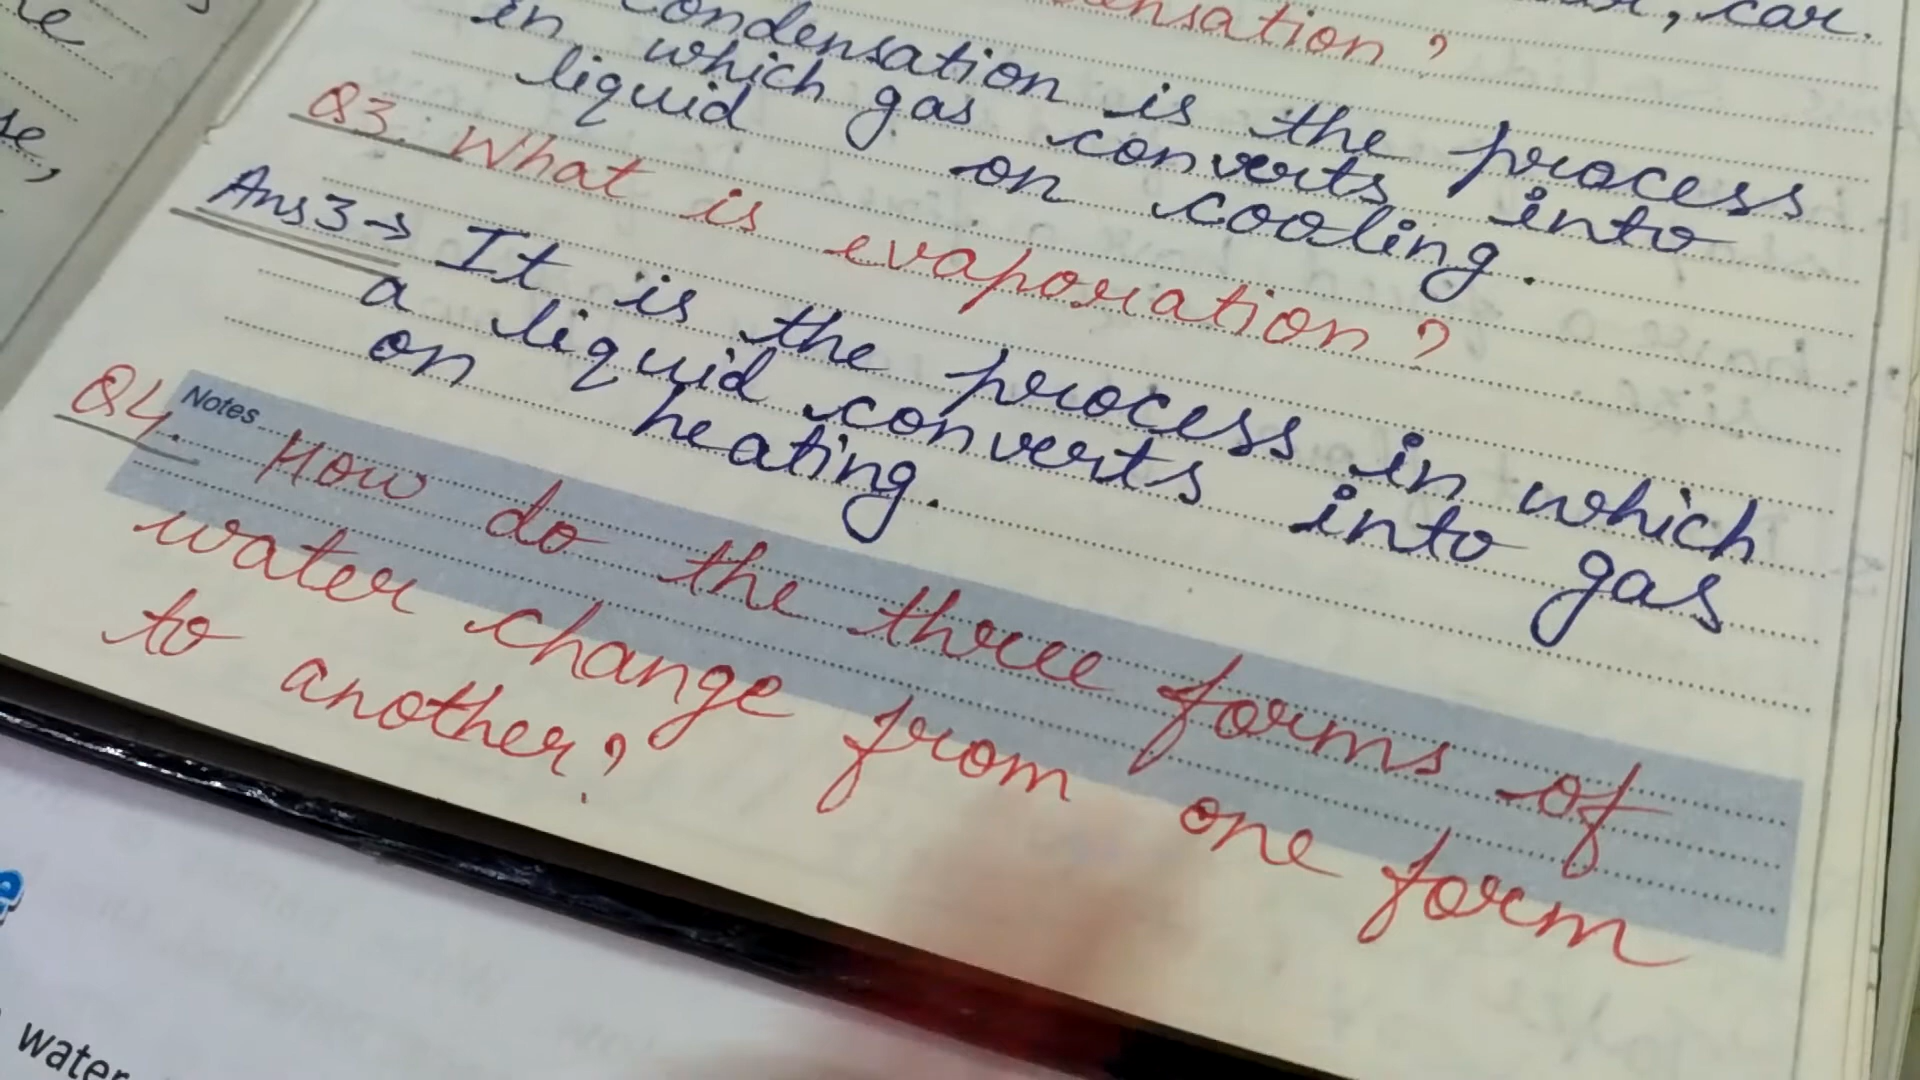 car.
ensation?
Condensation is the process
in which gas converts into
liquid on cooling.
Q3. What is evaporation?
Ans3→ It is the process in which
a liquid converts into gas
on heating.
Notes
Q4. How do the three forms of
water change from one form
to another?
water